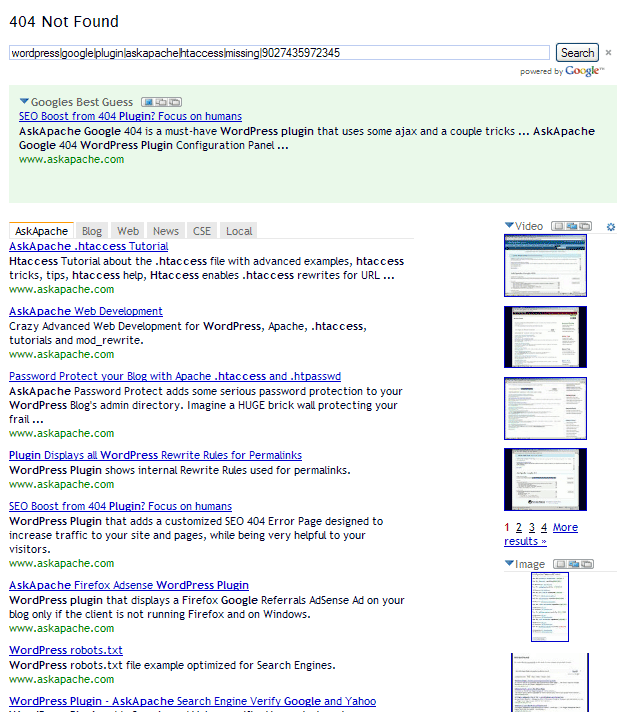 404 Not Found
wordpress|google|plugin|askapache|htaccess|missing|9027435972345
Search
×
powered by Google™
Googles Best Guess
SEO Boost from 404 Plugin? Focus on humans
AskApache Google 404 is a must-have WordPress plugin that uses some ajax and a couple tricks ... AskApache
Google 404 WordPress Plugin Configuration Panel ...
www.askapache.com
AskApache Blog Web News CSE Local
AskApache .htaccess Tutorial
Htaccess Tutorial about the .htaccess file with advanced examples, htaccess
tricks, tips, htaccess help, Htaccess enables .htaccess rewrites for URL ...
www.askapache.com
AskApache Web Development
Crazy Advanced Web Development for WordPress, Apache, .htaccess,
tutorials and mod_rewrite.
www.askapache.com
Password Protect your Blog with Apache .htaccess and .htpasswd
AskApache Password Protect adds some serious password protection to your
WordPress Blog's admin directory. Imagine a HUGE brick wall protecting your
frail ...
www.askapache.com
Plugin Displays all WordPress Rewrite Rules for Permalinks
WordPress Plugin shows internal Rewrite Rules used for permalinks.
www.askapache.com
SEO Boost from 404 Plugin? Focus on humans
WordPress Plugin that adds a customized SEO 404 Error Page designed to
increase traffic to your site and pages, while being very helpful to your
visitors.
www.askapache.com
AskApache Firefox Adsense WordPress Plugin
WordPress plugin that displays a Firefox Google Referrals AdSense Ad on your
blog only if the client is not running Firefox and on Windows.
www.askapache.com
WordPress robots.txt
WordPress robots.txt file example optimized for Search Engines.
www.askapache.com
WordPress Plugin - AskApache Search Engine Verify Google and Yahoo
Video
1 2 3 4 More
results »
Image